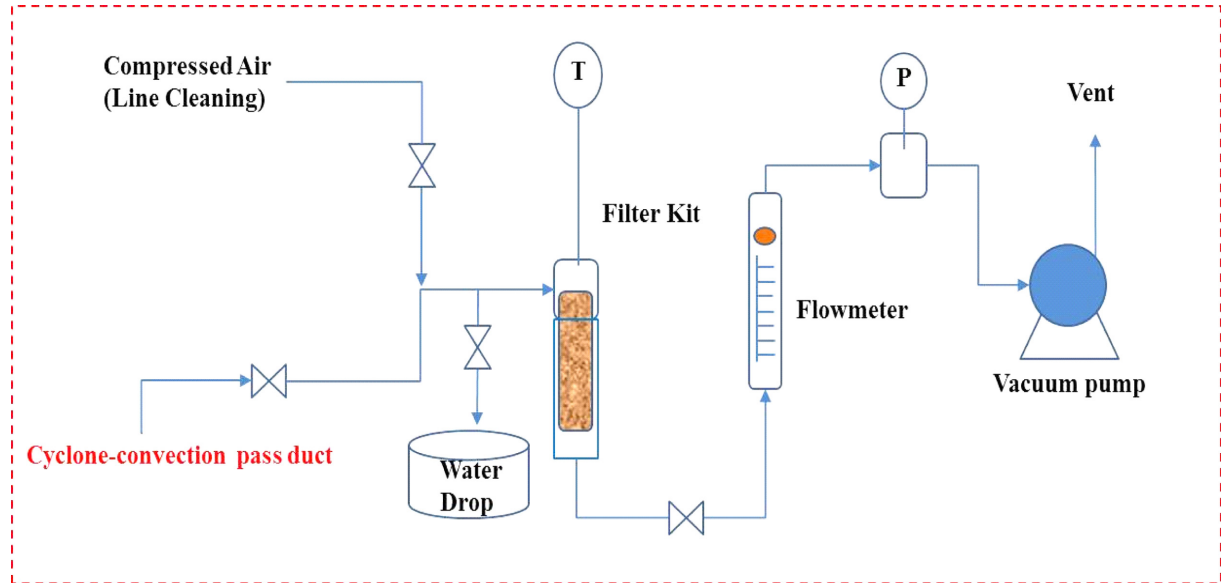 Compressed Air
(Line Cleaning)
T
P
Vent
Filter Kit
Flowmeter
Vacuum pump
Cyclone-convection pass duct
Water
Drop